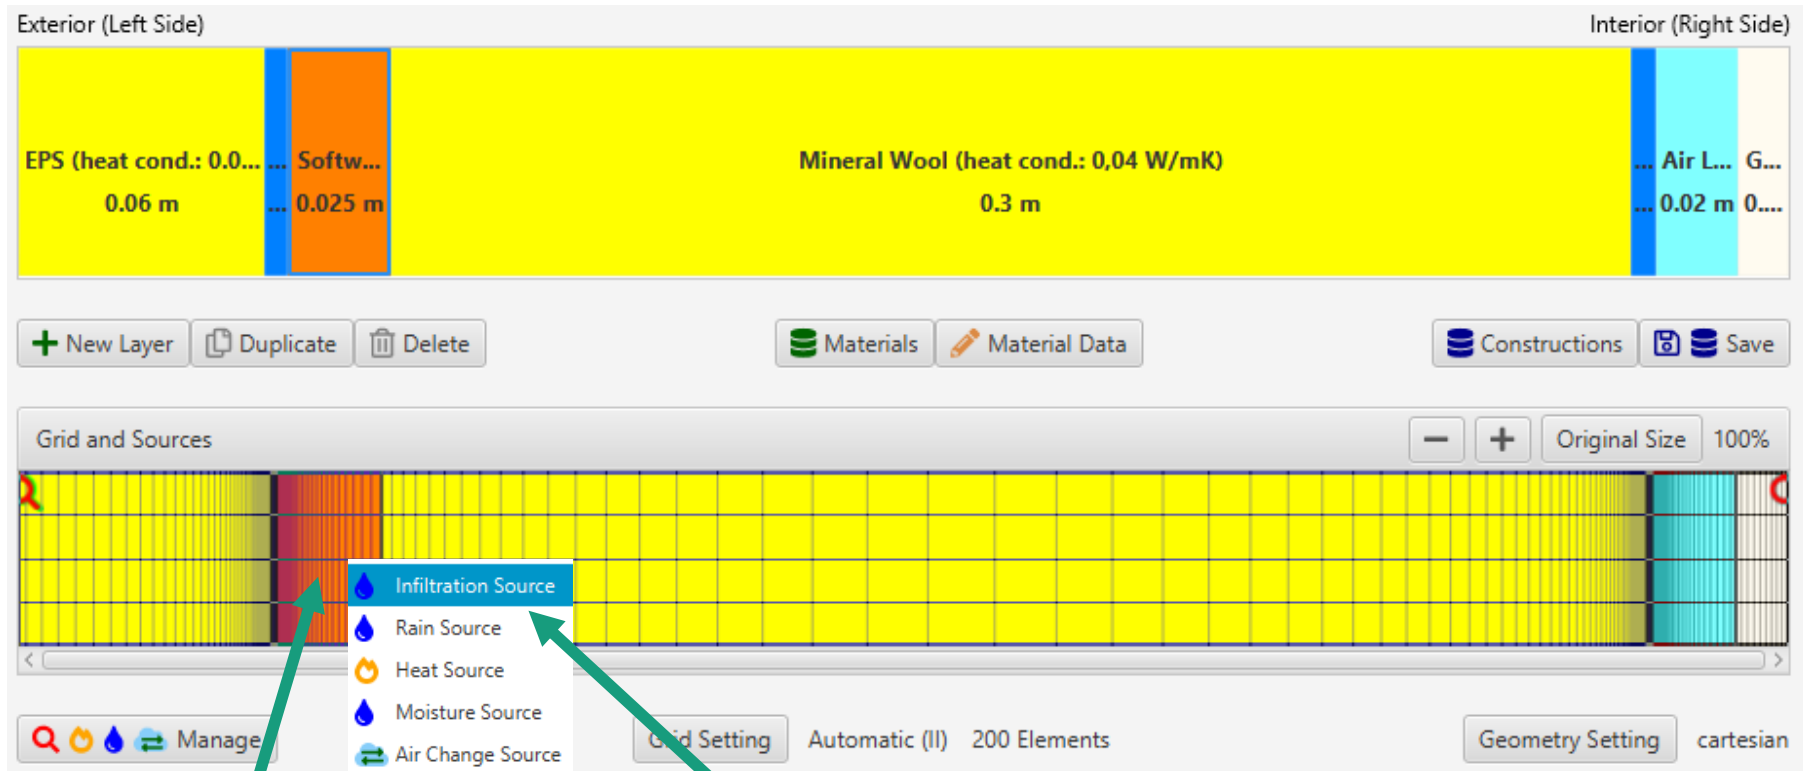 Exterior (Left Side) Interior (Right Side)
EPS (heat cond.: 0.0... ... Softw... Mineral Wool (heat cond.: 0,04 W/mK) ... Air L... G...
0.06 m ... 0.025 m 0.3 m ... 0.02 m 0....
New Layer Duplicate Delete Materials Material Data Constructions Save
Grid and Sources Original Size 100%
Infiltration Source
Rain Source
Heat Source
Moisture Source
Air Change Source
Manage Grid Setting Automatic (II) 200 Elements Geometry Setting cartesian